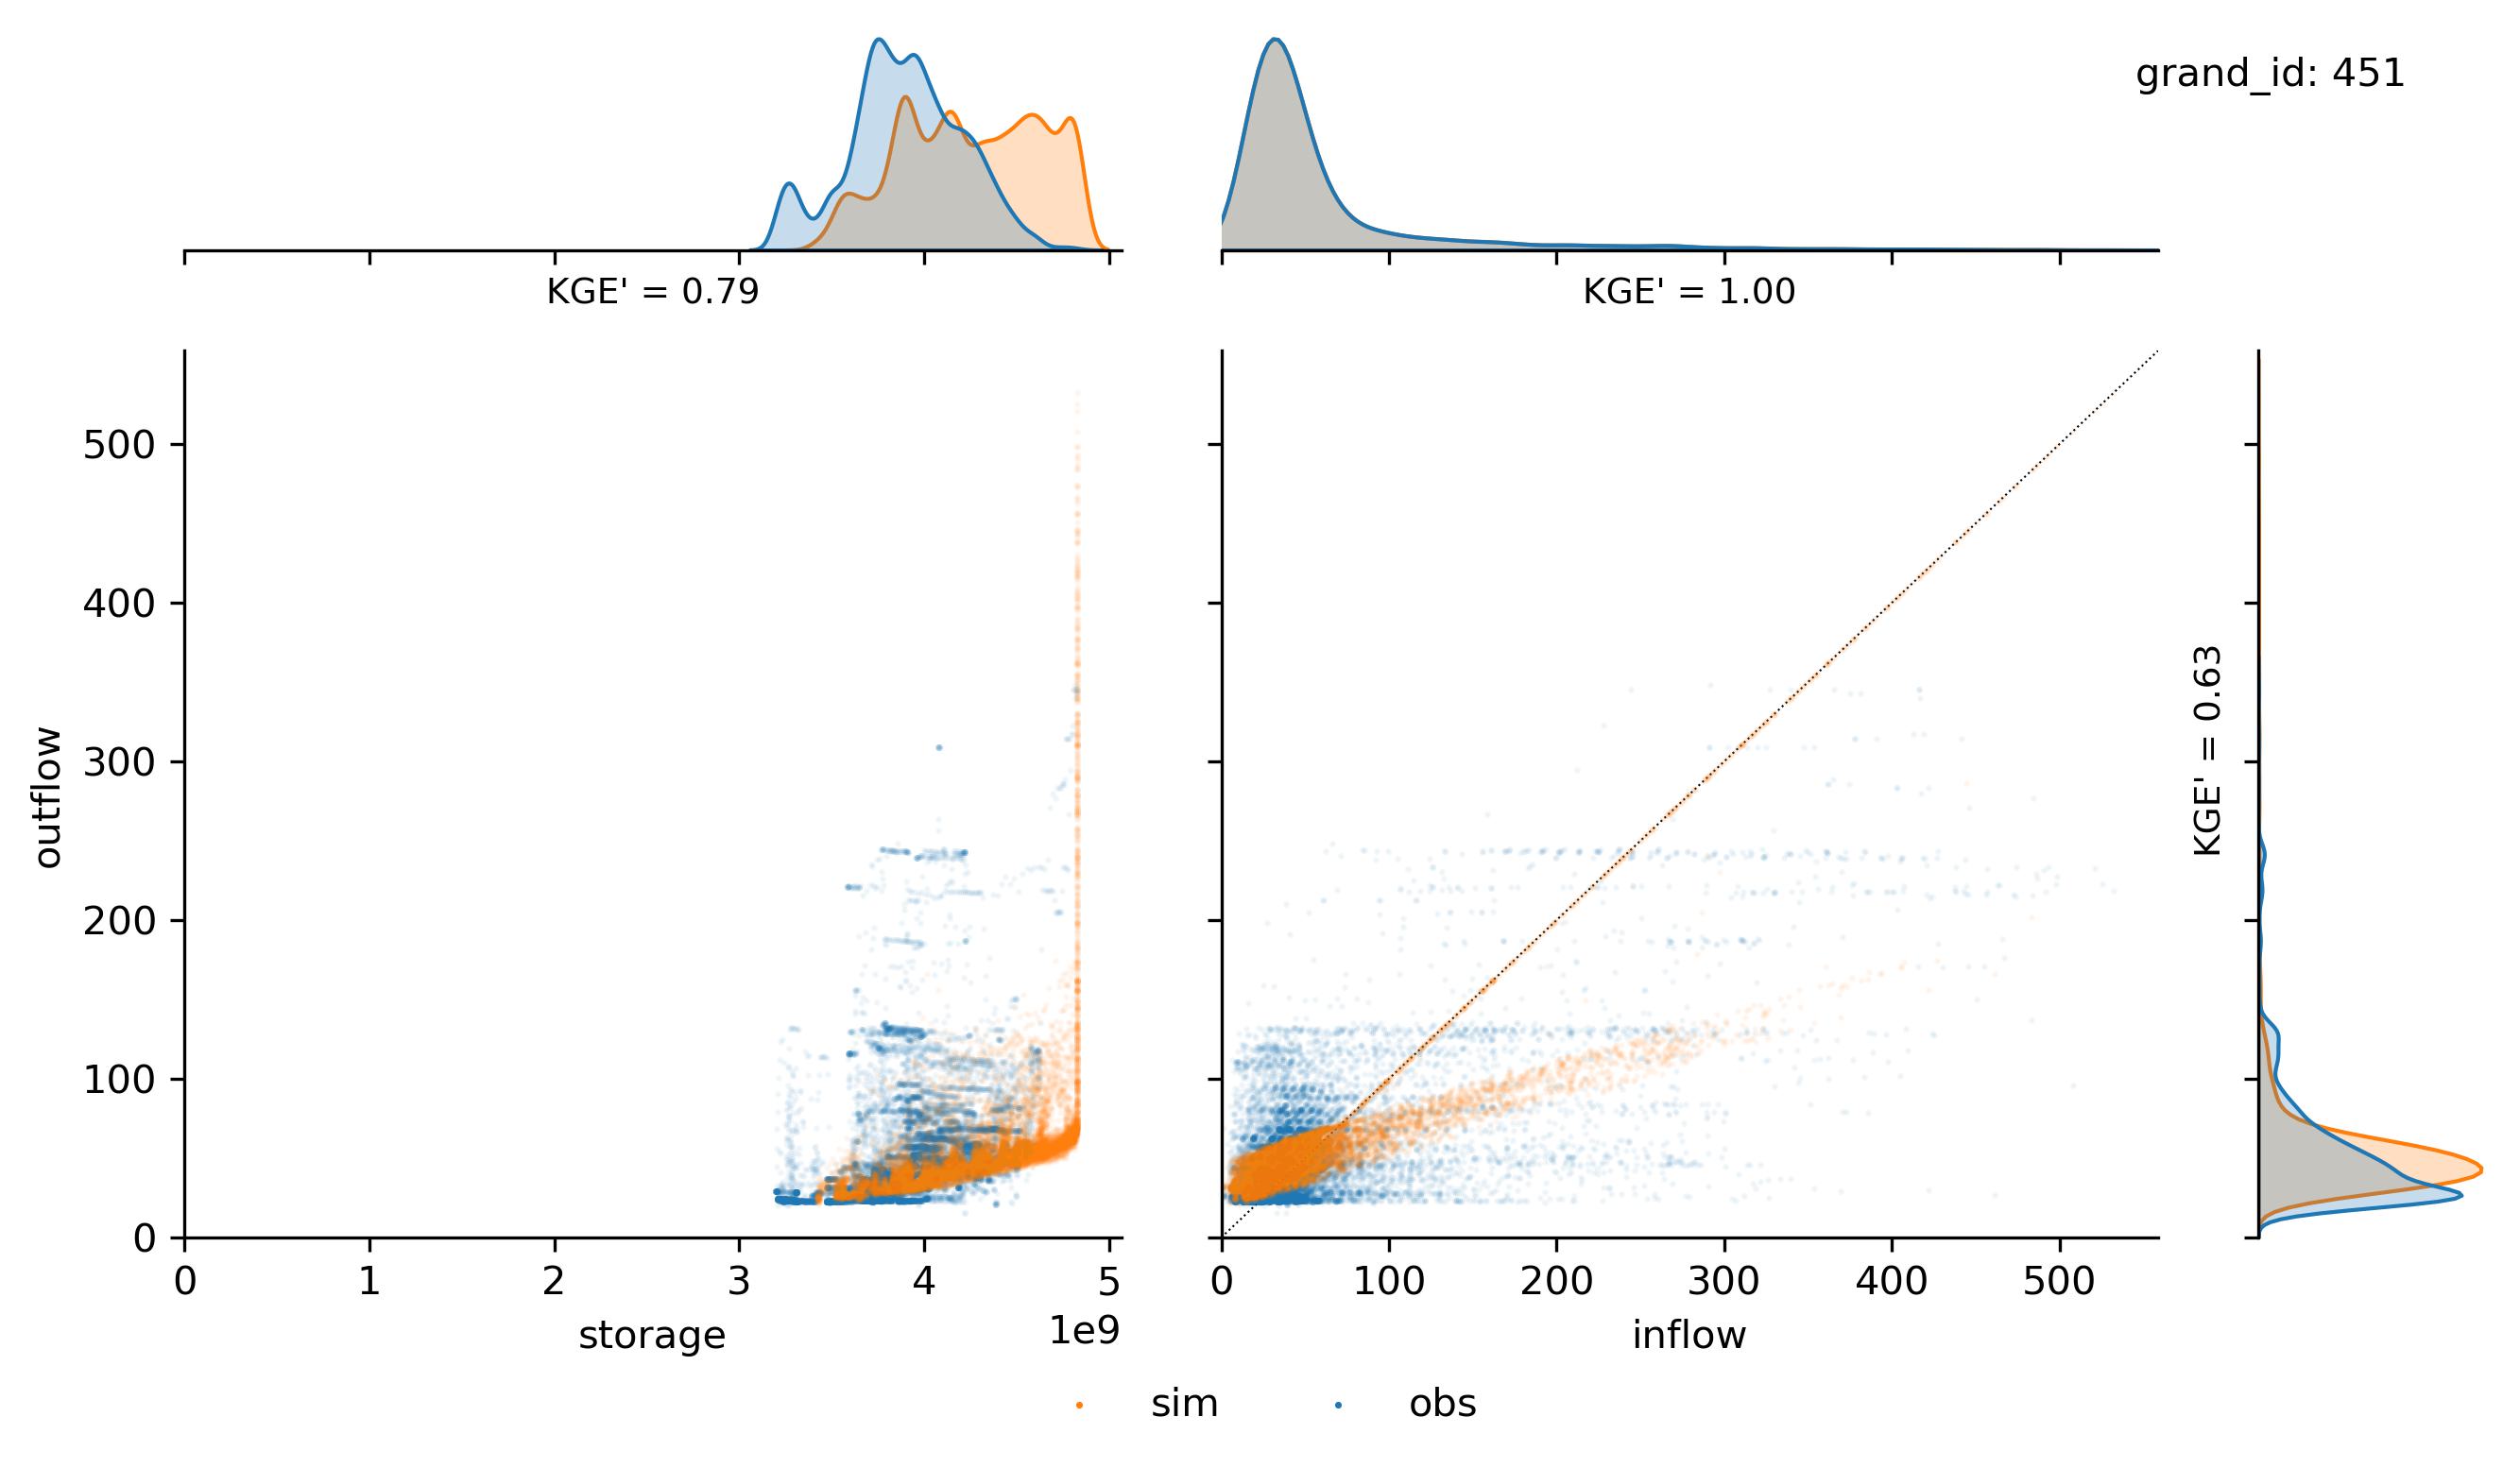 grand_id: 451
KGE' = 0.79
KGE' = 1.00
500
400
300
200
100
0
outflow
KGE' = 0.63
0 1 2 3 4 5
1e9
storage
0 100 200 300 400 500
inflow
sim obs